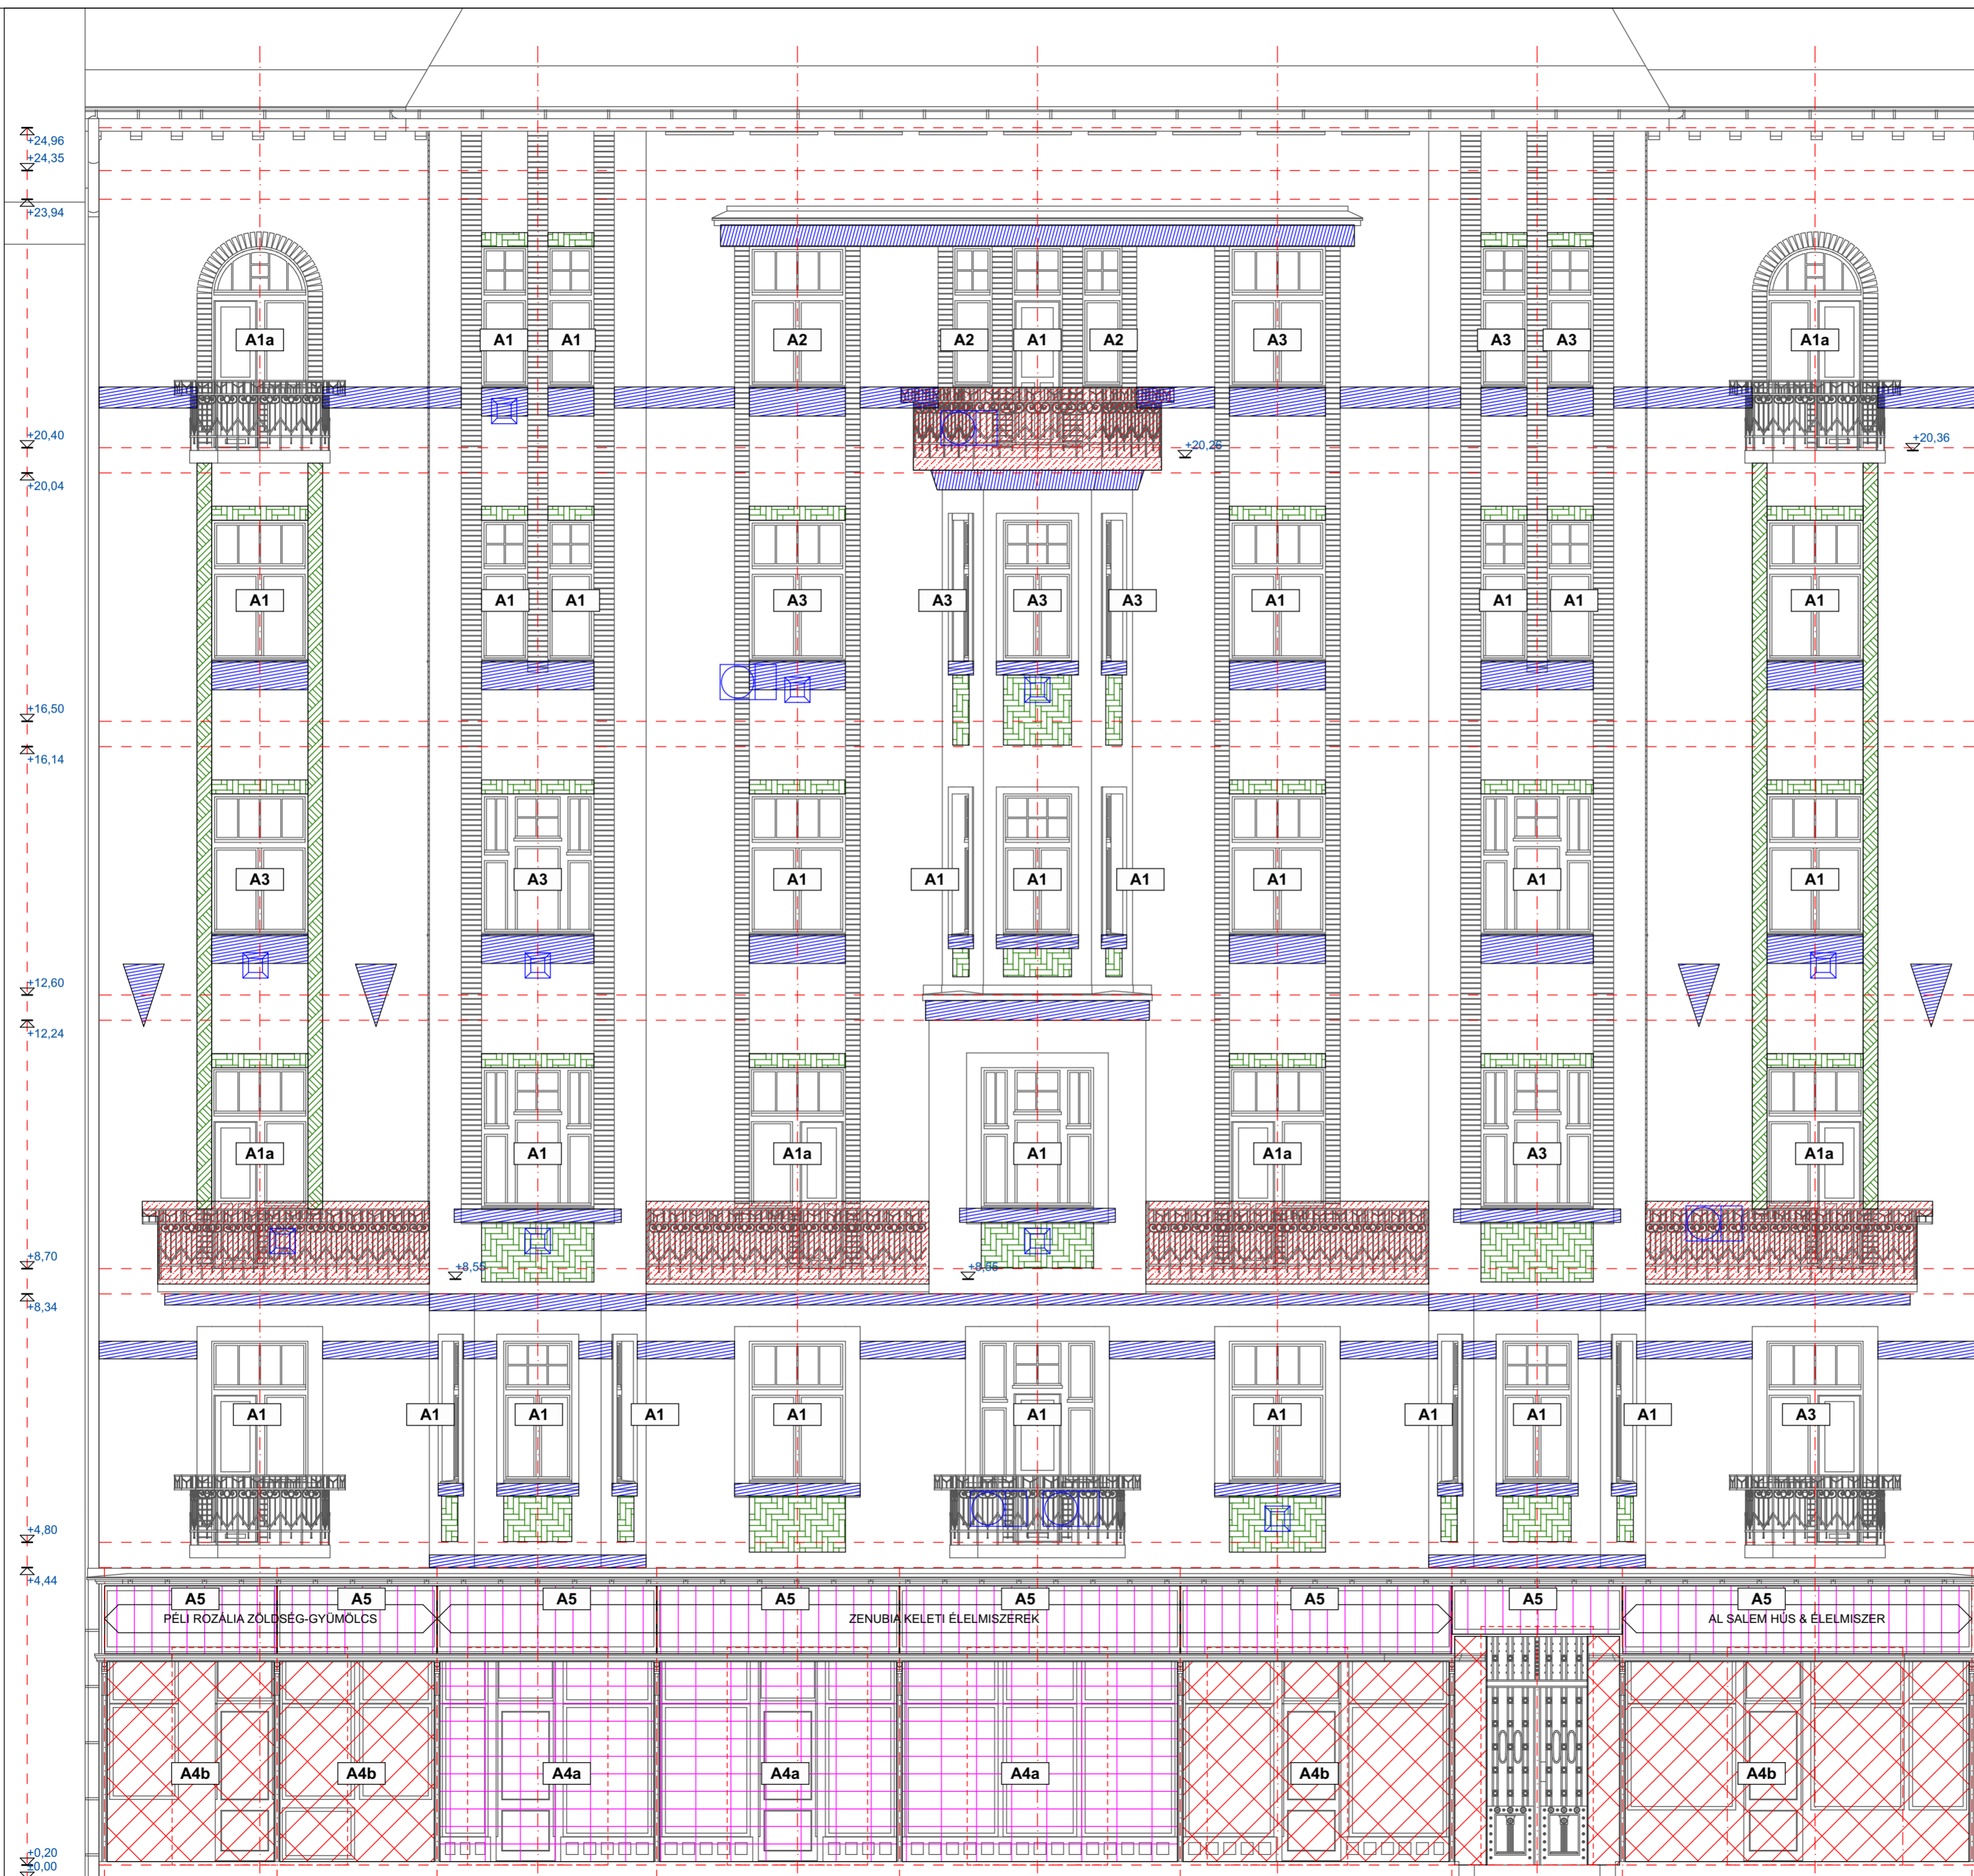 +24,96
+24,35
+23,94
A1a
A1 A1
A2
A2 A1 A2
A3
A3 A3
A1a
+20,40
+20,26
+20,36
+20,04
A1
A1 A1
A3
A3 A3 A3
A1
A1 A1
A1
+16,50
+16,14
A3
A3
A1
A1 A1 A1
A1
A1
A1
+12,60
+12,24
A1a
A1
A1a
A1
A1a
A3
A1a
+8,70
+8,55
+8,34
A1
A1 A1 A1
A1
A1
A1
A1 A1 A1
A3
+4,80
+4,44
A5 A5 A5 A5 A5 A5 A5 A5
PÉLI ROZÁLIA ZÖLDSÉG-GYÜMÖLCS
ZENUBIA KELETI ÉLELMISZEREK
AL SALEM HÚS & ÉLELMISZER
A4b A4b A4a A4a A4a A4b A4b
+0,20
±0,00